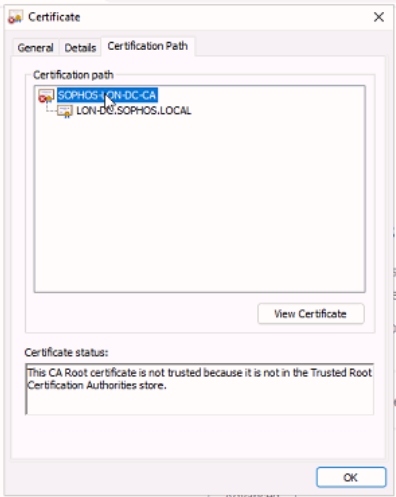 Certificate
General Details Certification Path
Certification path
SOPHOS-LON-DC-CA
LON-DC.SOPHOS.LOCAL
View Certificate
Certificate status:
This CA Root certificate is not trusted because it is not in the Trusted Root
Certification Authorities store.
OK